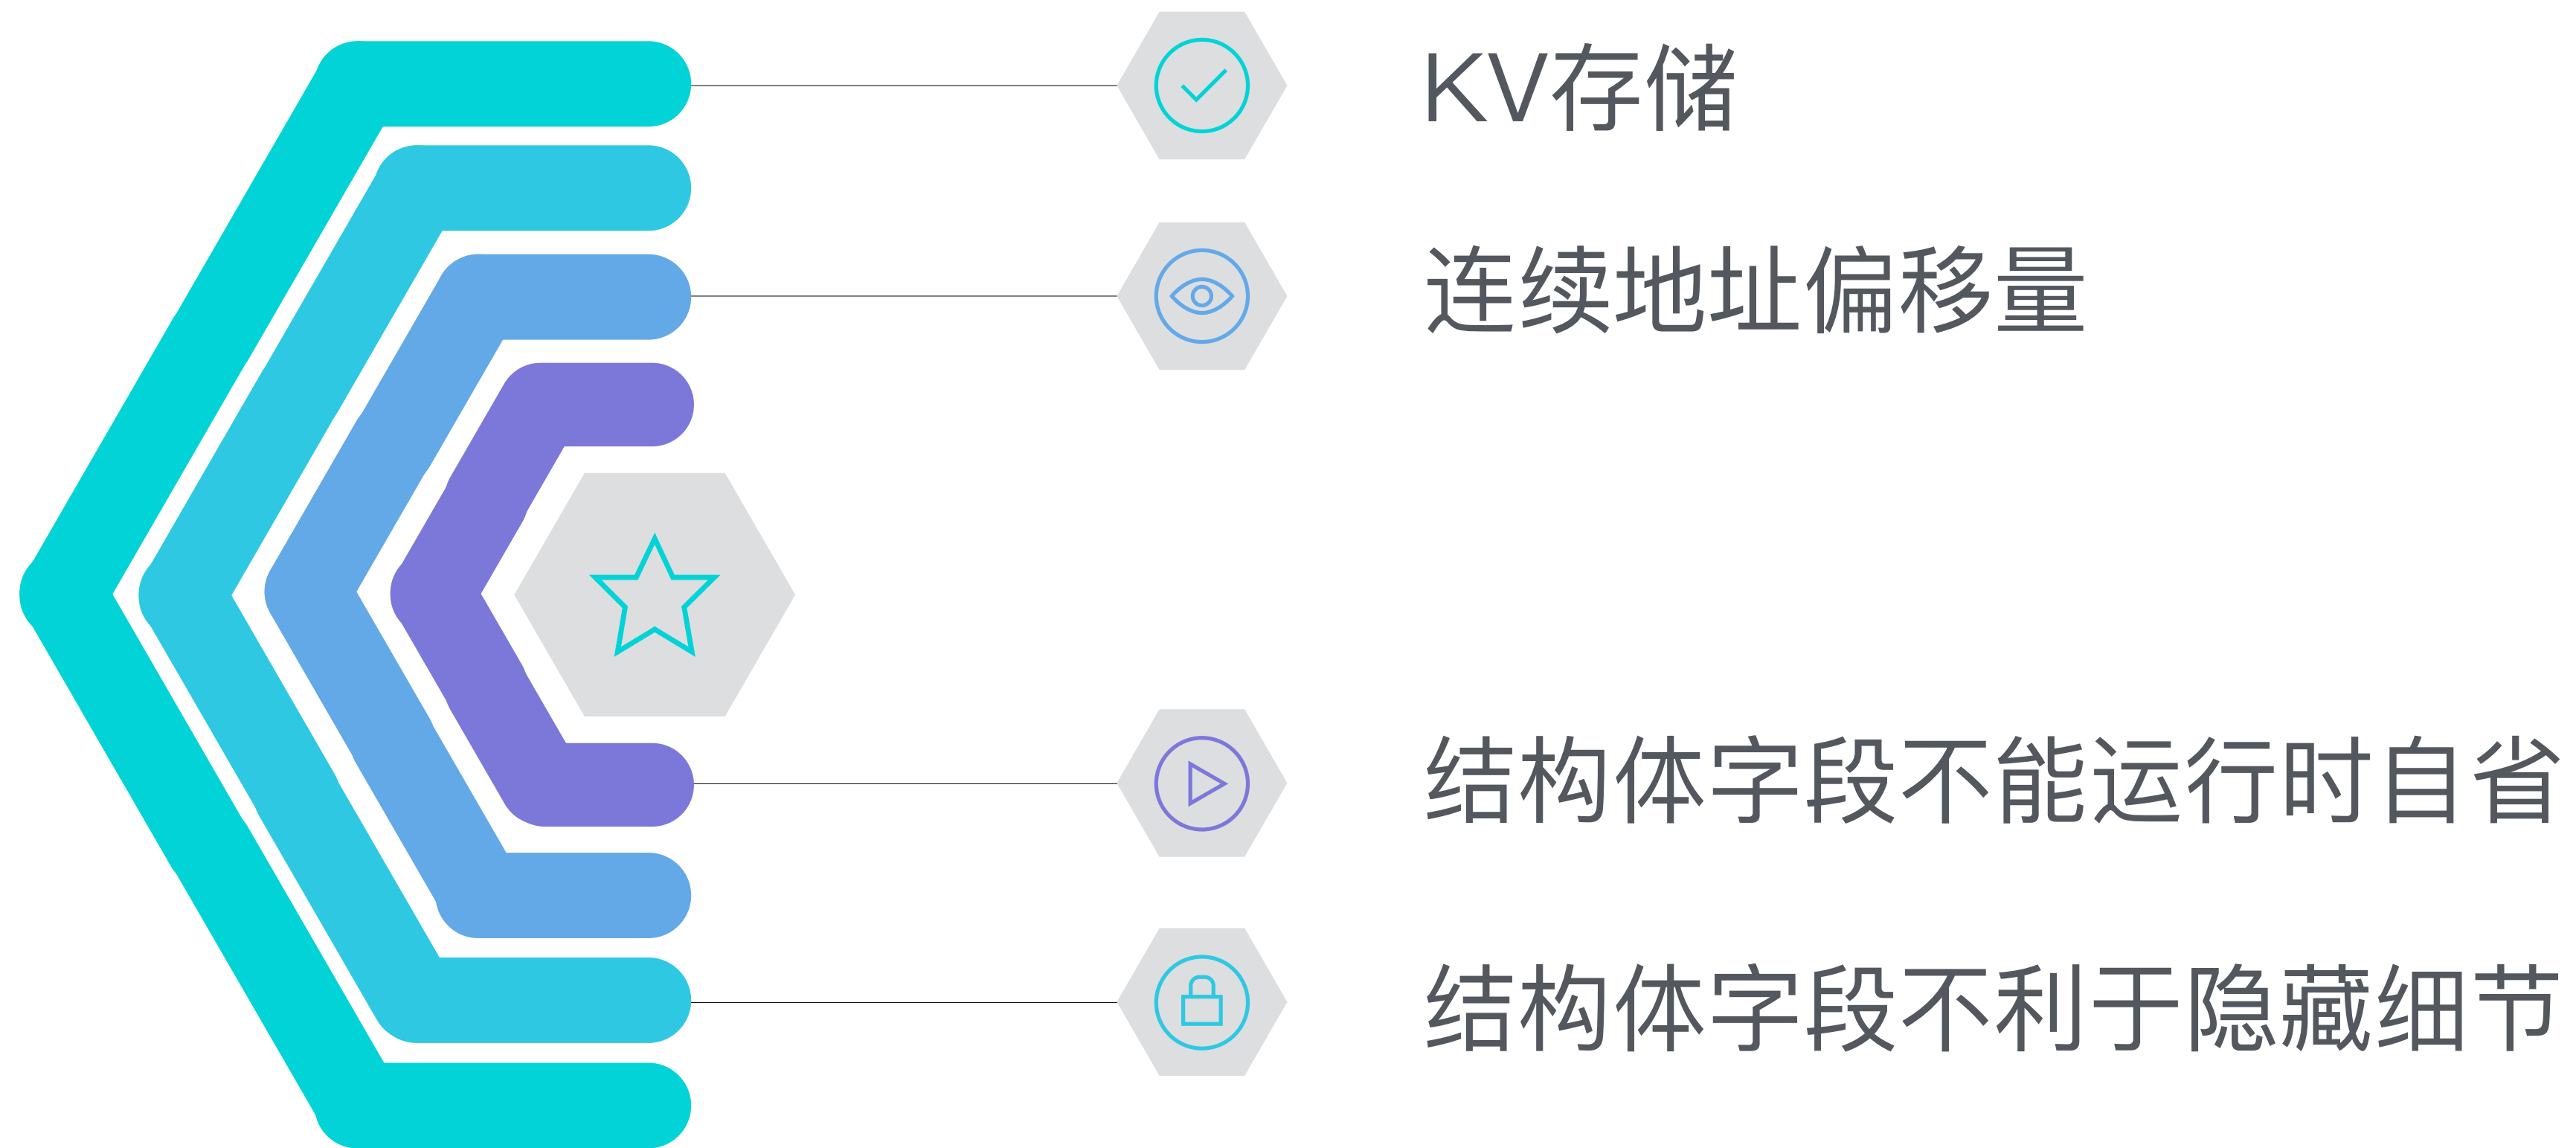 KV存储
连续地址偏移量
结构体字段不能运行时自省
结构体字段不利于隐藏细节